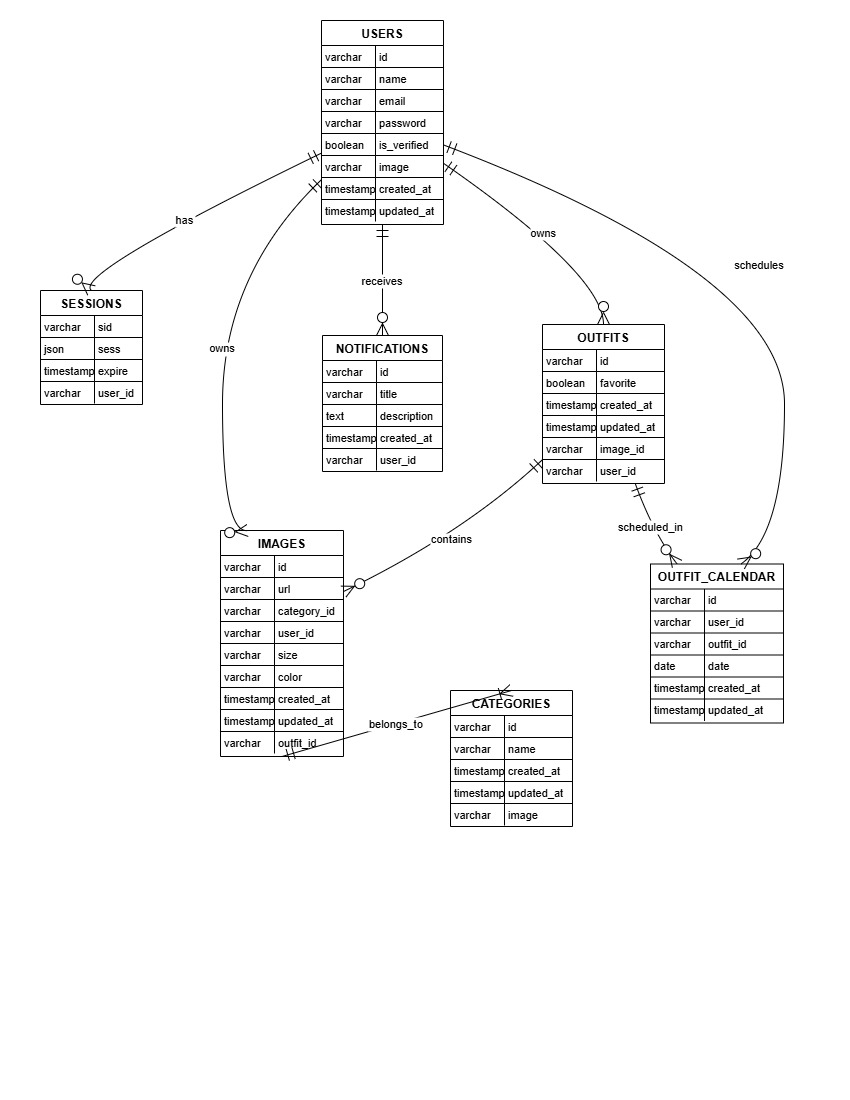 USERS
varchar id
varchar name
varchar email
varchar password
boolean is_verified
varchar image
timestamp created_at
timestamp updated_at
has
owns
receives
owns
schedules
SESSIONS
varchar sid
json sess
timestamp expire
varchar user_id
NOTIFICATIONS
varchar id
varchar title
text description
timestamp created_at
varchar user_id
OUTFITS
varchar id
boolean favorite
timestamp created_at
timestamp updated_at
varchar image_id
varchar user_id
contains
scheduled_in
IMAGES
varchar id
varchar url
varchar category_id
varchar user_id
varchar size
varchar color
timestamp created_at
timestamp updated_at
varchar outfit_id
belongs_to
CATEGORIES
varchar id
varchar name
timestamp created_at
timestamp updated_at
varchar image
OUTFIT_CALENDAR
varchar id
varchar user_id
varchar outfit_id
date date
timestamp created_at
timestamp updated_at